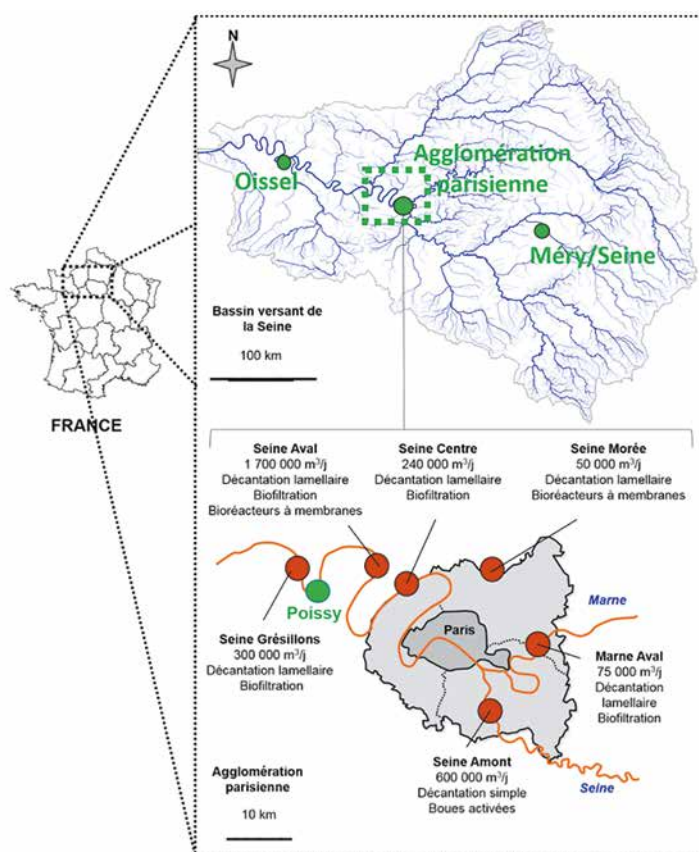 N
Agglomération
parisienne
Oissel
Méry/Seine
Bassin versant de
la Seine
100 km
FRANCE
Seine Aval
1 700 000 m³/j
Décantation lamellaire
Biofiltration
Bioréacteurs à membranes
Seine Centre
240 000 m³/j
Décantation lamellaire
Biofiltration
Seine Morée
50 000 m³/j
Décantation lamellaire
Bioréacteurs à membranes
Poissy
Marne
Paris
Seine Grésillons
300 000 m³/j
Décantation lamellaire
Biofiltration
Marne Aval
75 000 m³/j
Décantation
lamellaire
Biofiltration
Seine Amont
600 000 m³/j
Décantation simple
Boues activées
Seine
Agglomération
parisienne
10 km